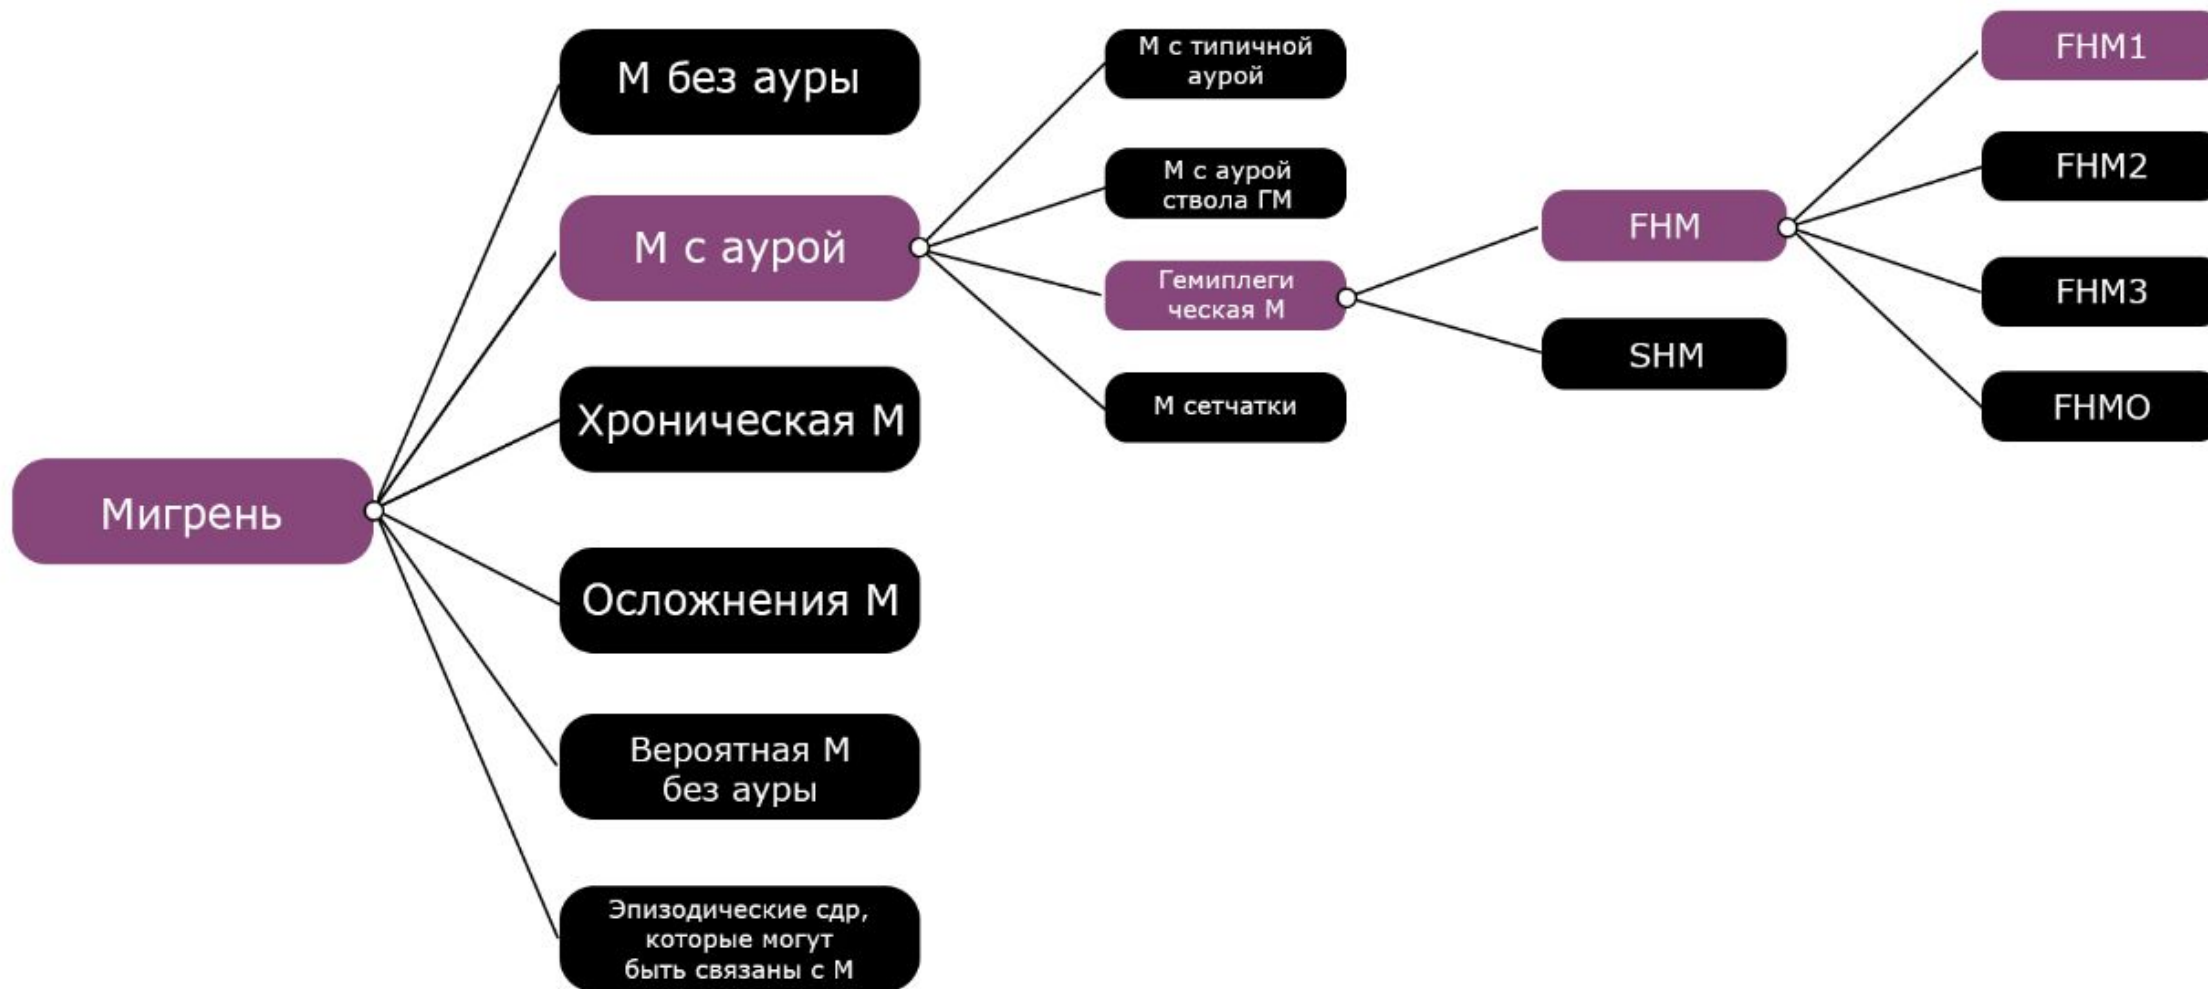 Мигрень
М без ауры
М с аурой
Хроническая М
Осложнения М
Вероятная М
без ауры
Эпизодические сдр,
которые могут
быть связаны с М
М с типичной
аурой
М с аурой
ствола ГМ
Гемиплеги
ческая М
М сетчатки
FHM
SHM
FHM1
FHM2
FHM3
FHMO